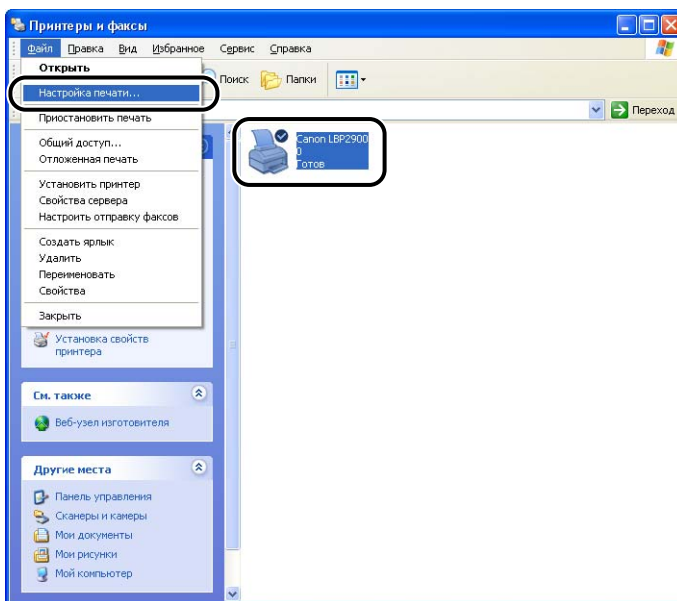 Принтеры и факсы
Файл Правка Вид Избранное Сервис Справка
Поиск Папки
Переход
Открыть
Настройка печати...
Приостановить печать
Общий доступ...
Отложенная печать
Установить принтер
Свойства сервера
Настроить отправку факсов
Создать ярлык
Удалить
Переименовать
Свойства
Закрыть
Установка свойств
принтера
См. также
Веб-узел изготовителя
Другие места
Панель управления
Сканеры и камеры
Мои документы
Мои рисунки
Мой компьютер
Canon LBP2900
0
Готов